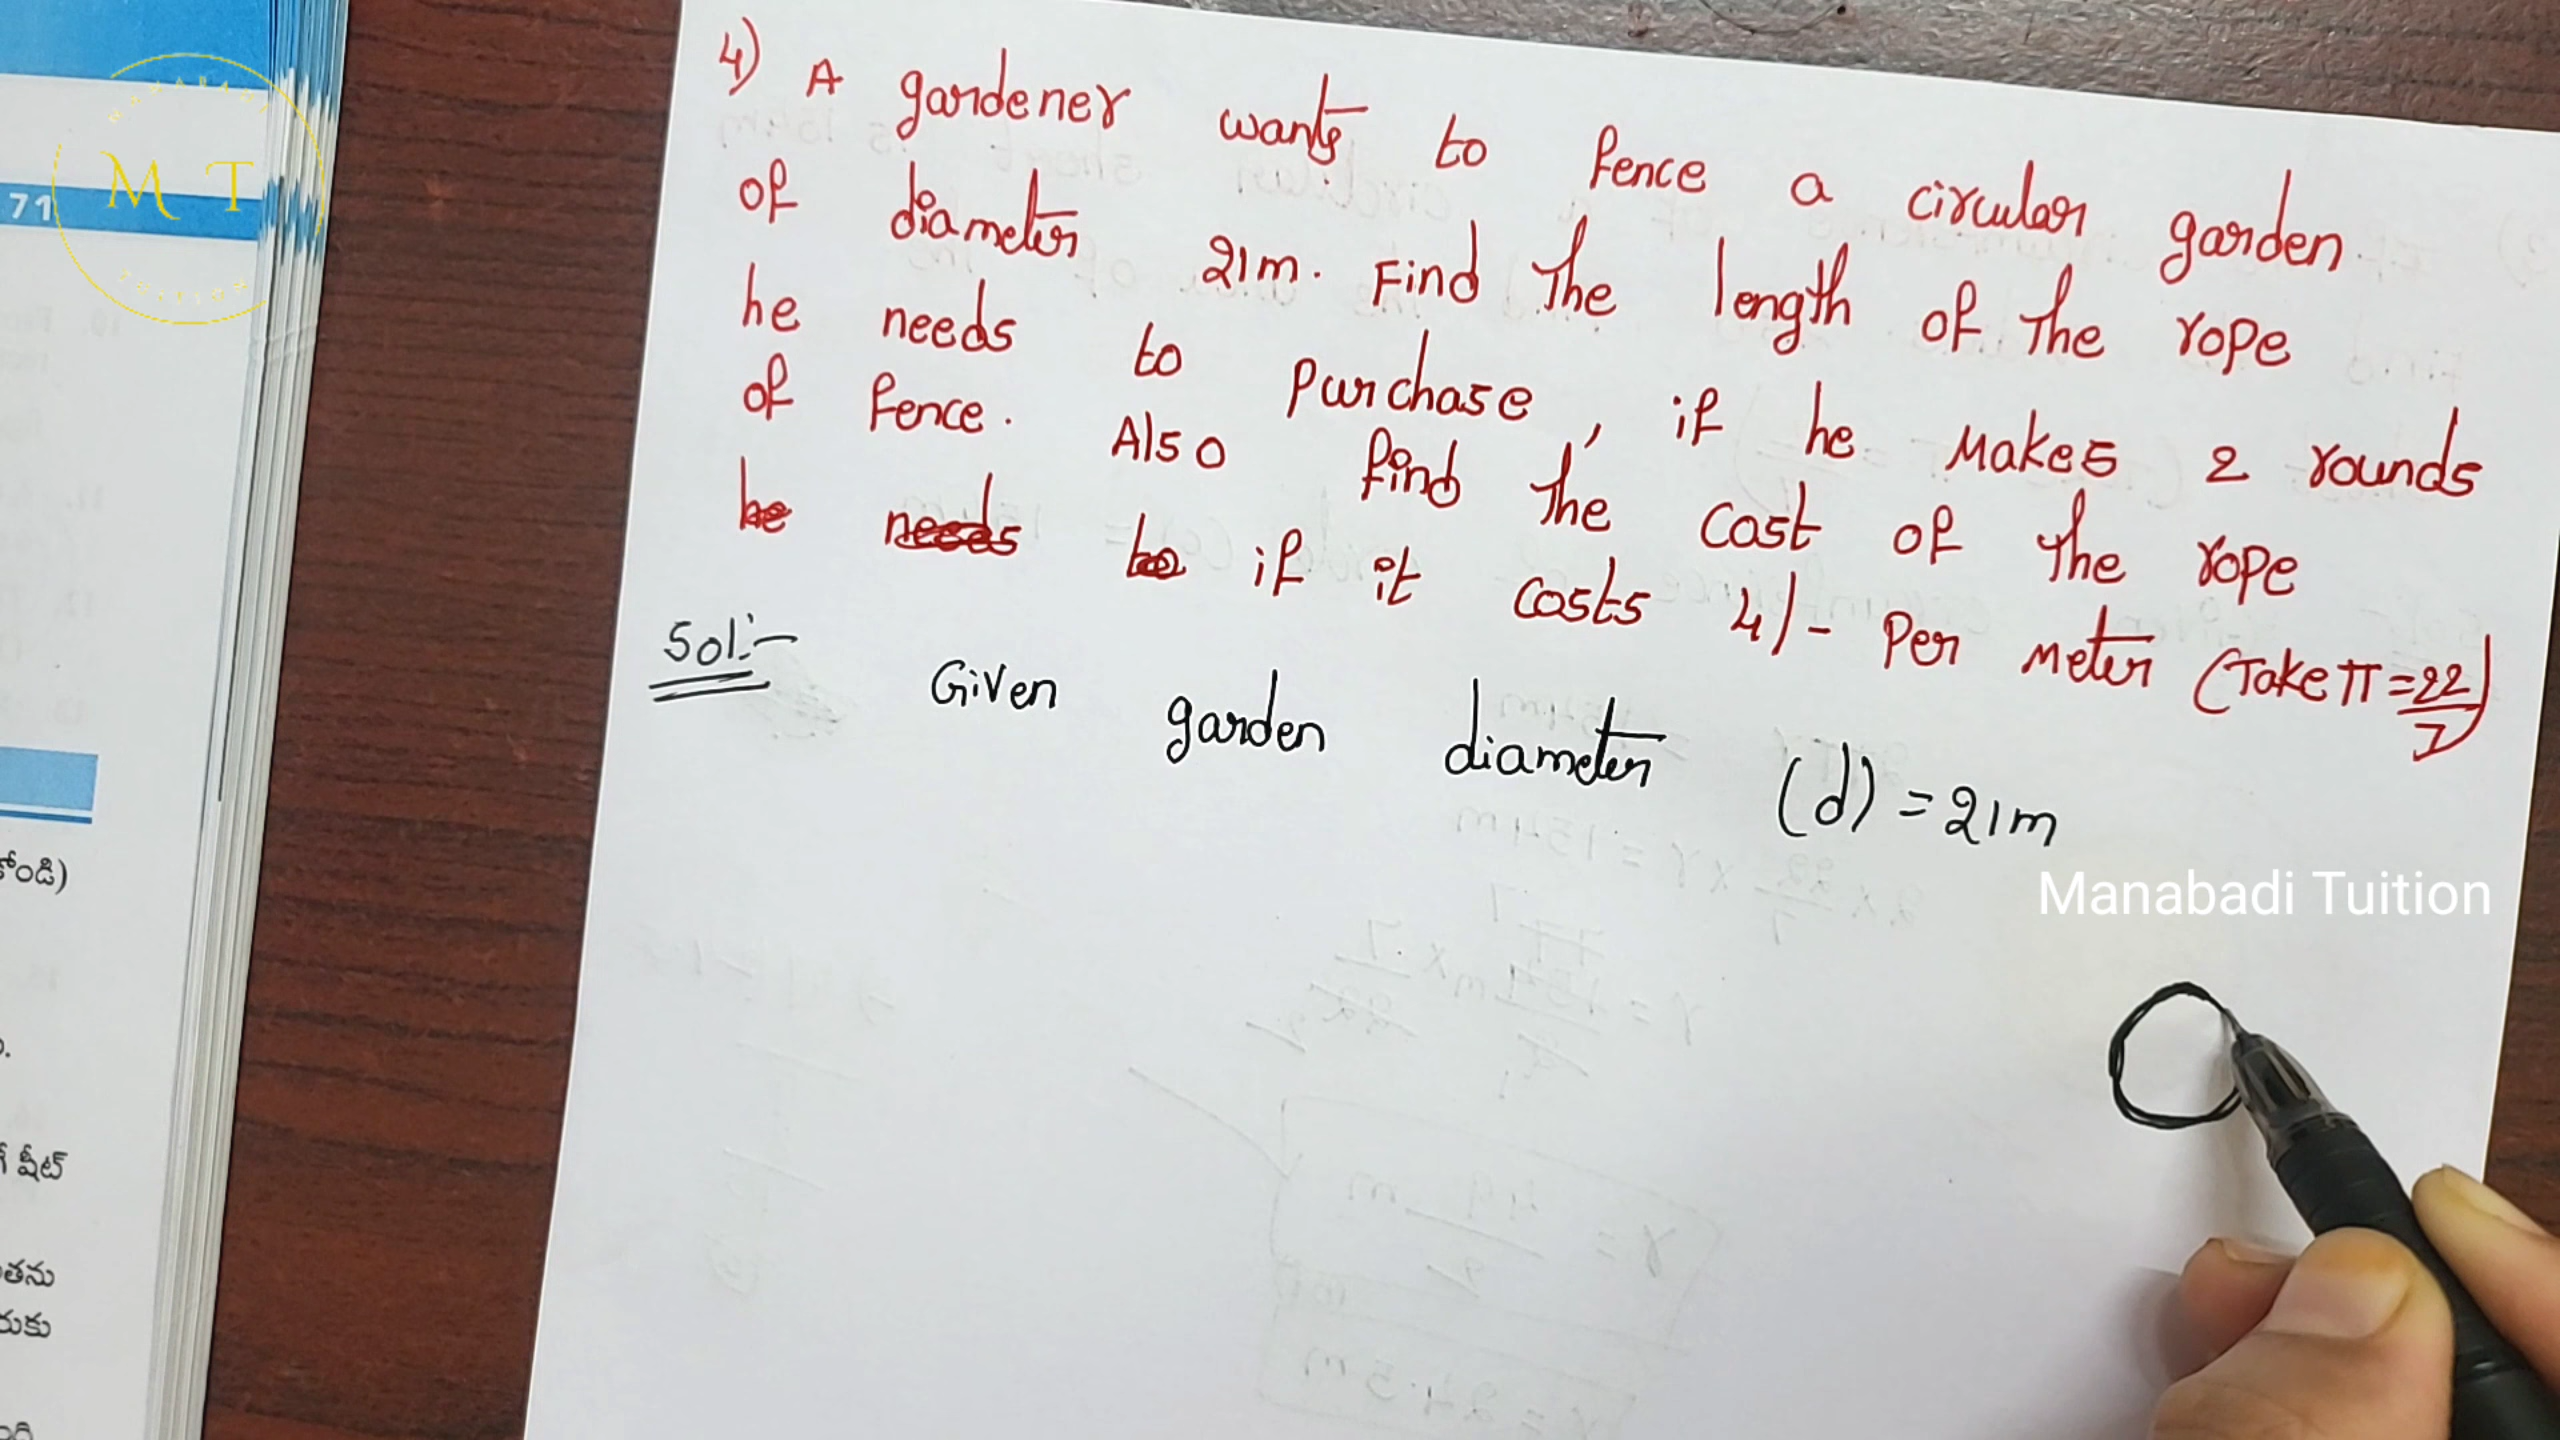 4) A gardener wants to fence a circular garden
of diameter 21m. Find the length of the rope
he needs to Purchase, if he Makes 2 rounds
of fence. Also find the Cost of the rope
he needs to if it costs 4/- Per meter (Take π = 22/7)
Sol:- Given garden diameter (d) = 21m
Manabadi Tuition
M T
71